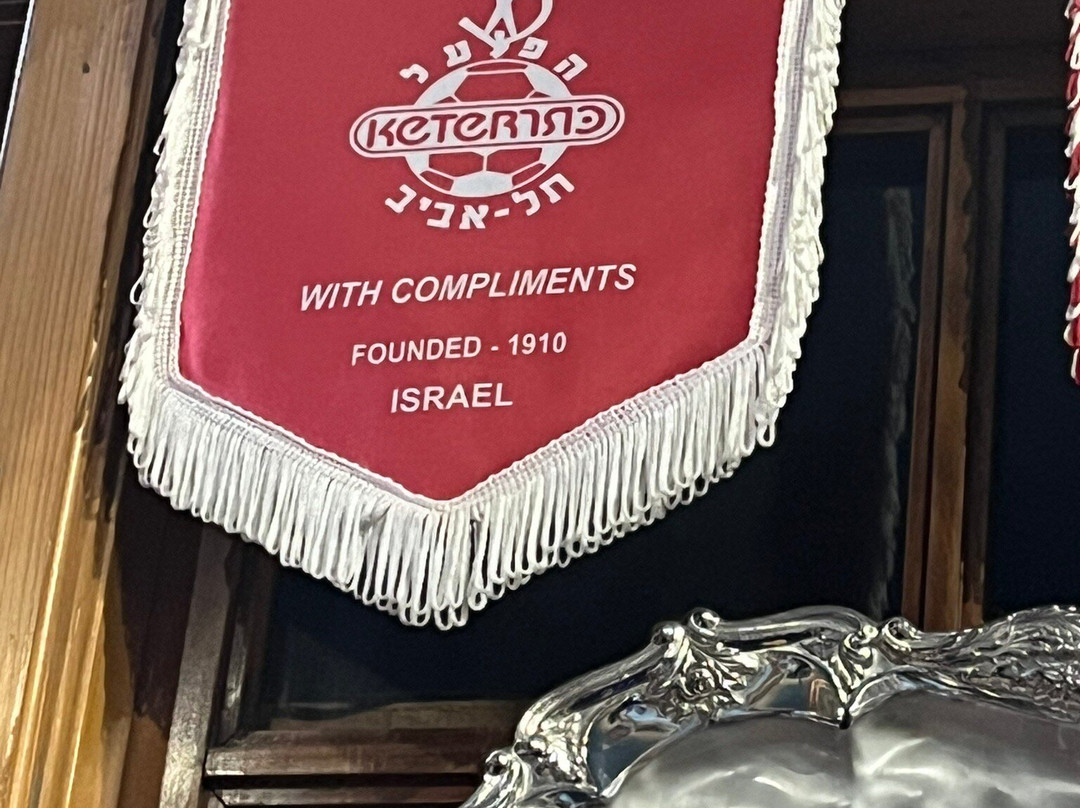 הפועל
KETER כתר
תל-אביב
WITH COMPLIMENTS
FOUNDED - 1910
ISRAEL